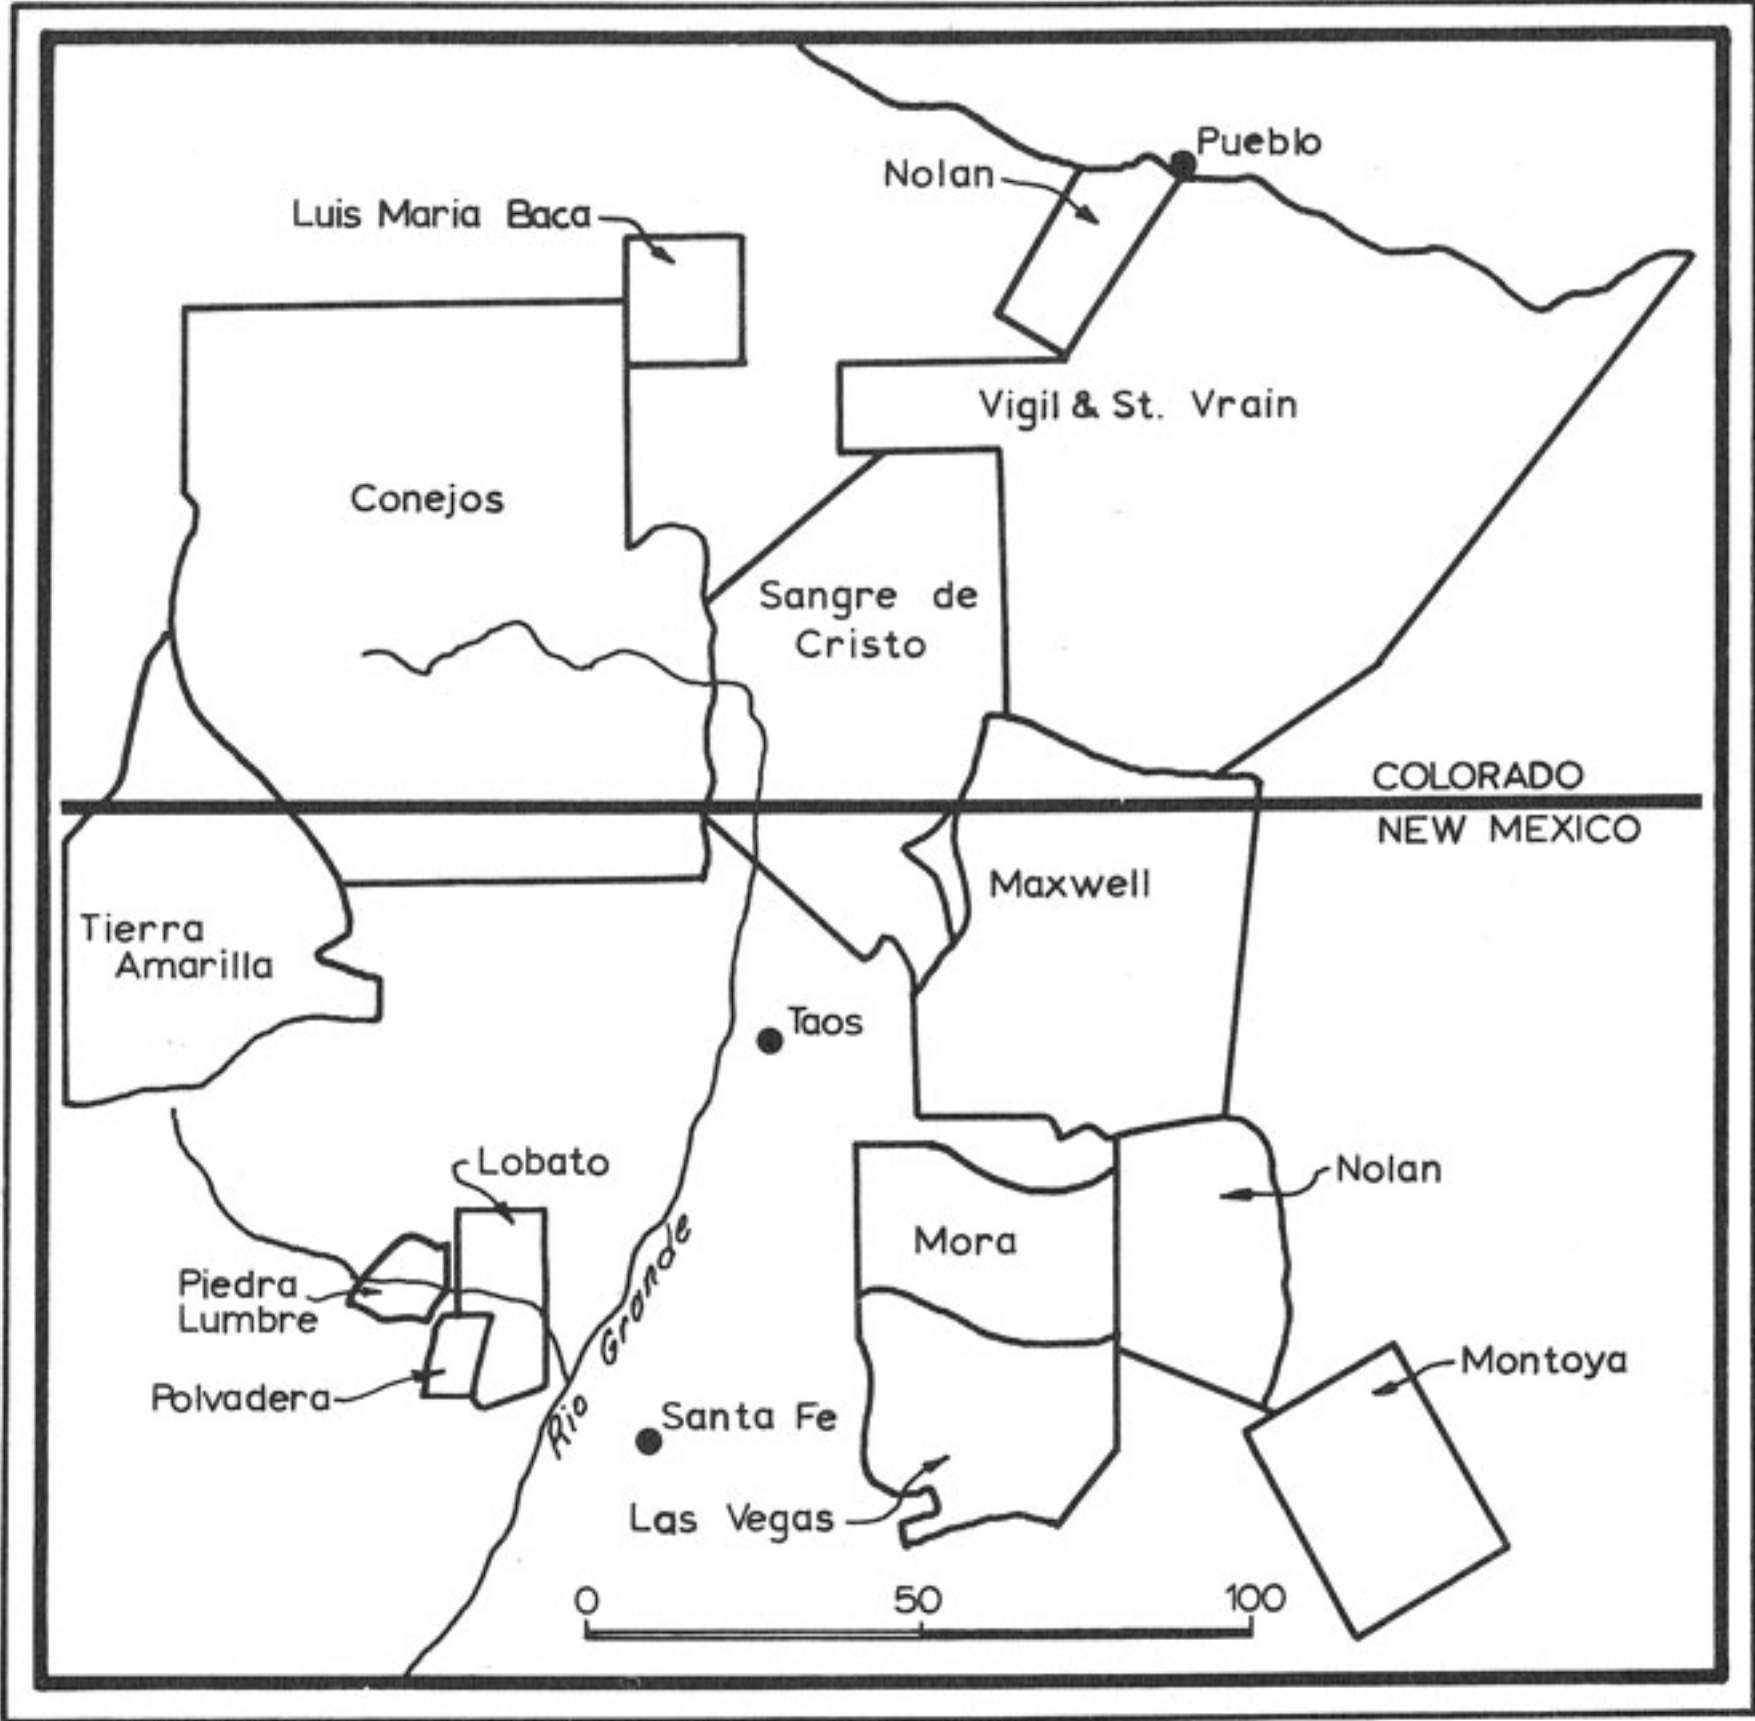 Pueblo
Nolan
Luis Maria Baca
Vigil & St. Vrain
Conejos
Sangre de
Cristo
COLORADO
NEW MEXICO
Maxwell
Tierra
Amarilla
Taos
Lobato
Nolan
Mora
Piedra
Lumbre
Rio Grande
Montoya
Polvadera
Santa Fe
Las Vegas
0 50 100